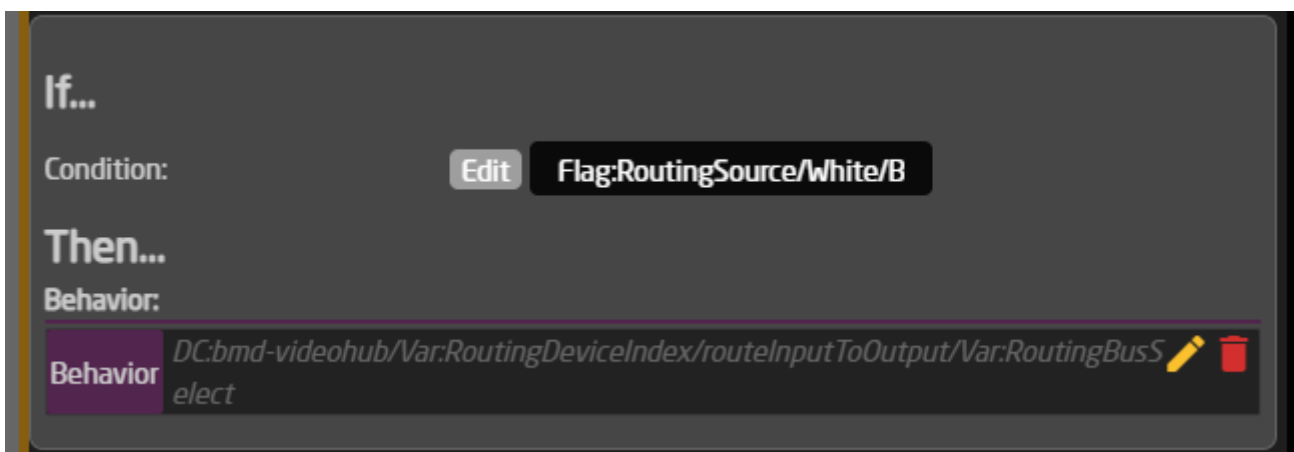 If...
Condition:
Edit
Flag:RoutingSource/White/B
Then...
Behavior:
Behavior
DC:bmd-videohub/Var:RoutingDeviceIndex/routeInputToOutput/Var:RoutingBusS
elect